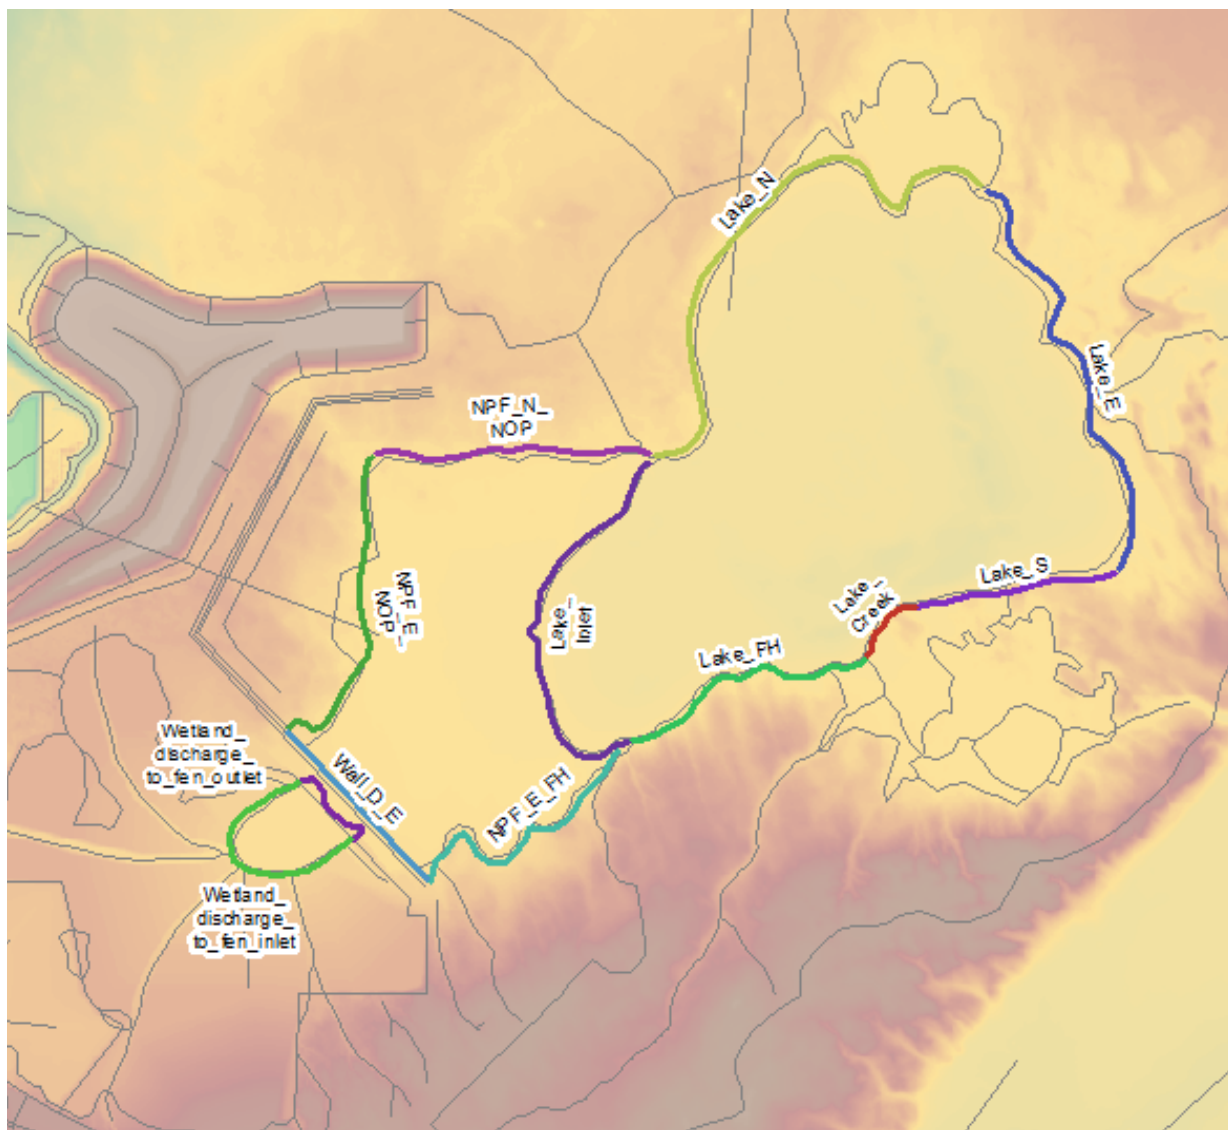 Lake_N
Lake_E
NPF_N_
NOP
NPF_E_
NOP
Lake_
Inlet
Lake_
Creek
Lake_S
Lake_FH
Wetland_
discharge_
to_fen_outlet
Wall_D_E
NPF_E_FH
Wetland_
discharge_
to_fen_inlet